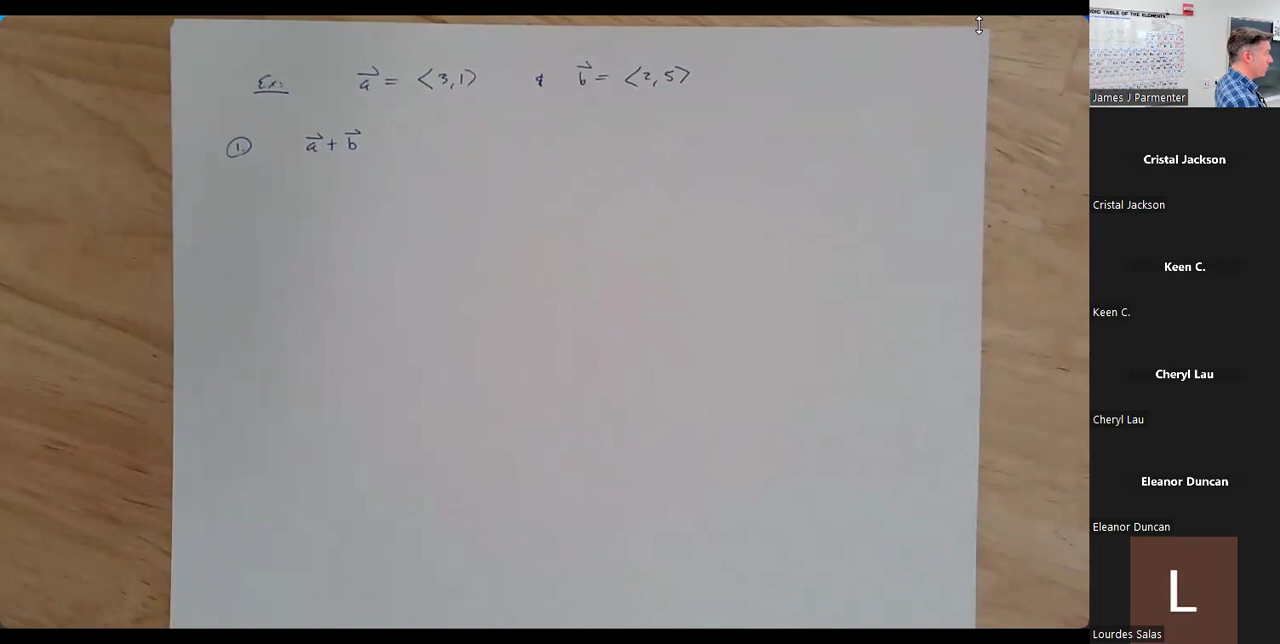 Ex: a⃗ = ⟨3,1⟩ & b⃗ = ⟨2,5⟩
① a⃗ + b⃗
PERIODIC TABLE OF THE ELEMENTS
James J Parmenter
Cristal Jackson
Cristal Jackson
Keen C.
Keen C.
Cheryl Lau
Cheryl Lau
Eleanor Duncan
Eleanor Duncan
L
Lourdes Salas